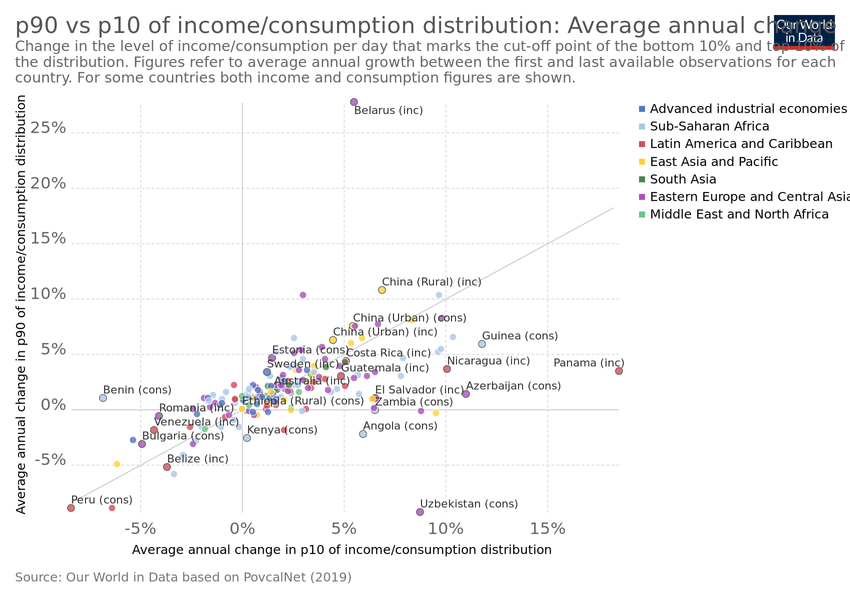 p90 vs p10 of income/consumption distribution: Average annual
Our World
in Data
Change in the level of income/consumption per day that marks the cut-off point of the bottom 10% and top 10% of
the distribution. Figures refer to average annual growth between the first and last available observations for each
country. For some countries both income and consumption figures are shown.
Average annual change in p90 of income/consumption distribution
25%
20%
15%
10%
5%
0%
-5%
Belarus (inc)
China (Rural) (inc)
China (Urban) (cons)
China (Urban) (inc)
Guinea (cons)
Estonia (cons)
Costa Rica (inc)
Sweden (inc)
Guatemala (inc)
Nicaragua (inc)
Panama (inc)
Australia (inc)
Benin (cons)
El Salvador (inc)
Azerbaijan (cons)
Ethiopia (Rural) (cons)
Zambia (cons)
Romania (inc)
Venezuela (inc)
Bulgaria (cons)
Kenya (cons)
Angola (cons)
Belize (inc)
Peru (cons)
Uzbekistan (cons)
-5%
0%
5%
10%
15%
Average annual change in p10 of income/consumption distribution
Advanced industrial economies
Sub-Saharan Africa
Latin America and Caribbean
East Asia and Pacific
South Asia
Eastern Europe and Central Asia
Middle East and North Africa
Source: Our World in Data based on PovcalNet (2019)